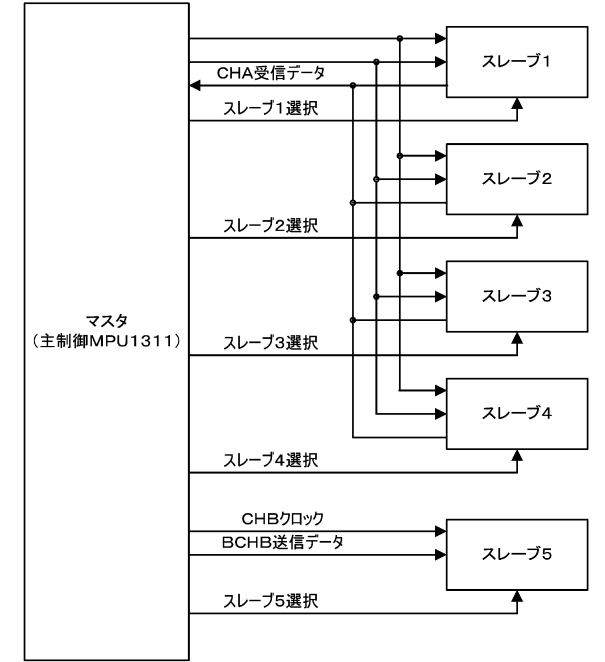 スレーブ1
CHA受信データ
スレーブ1選択
スレーブ2
スレーブ2選択
スレーブ3
マスタ
(主制御MPU1311)
スレーブ3選択
スレーブ4
スレーブ4選択
CHBクロック
BCHB送信データ
スレーブ5
スレーブ5選択